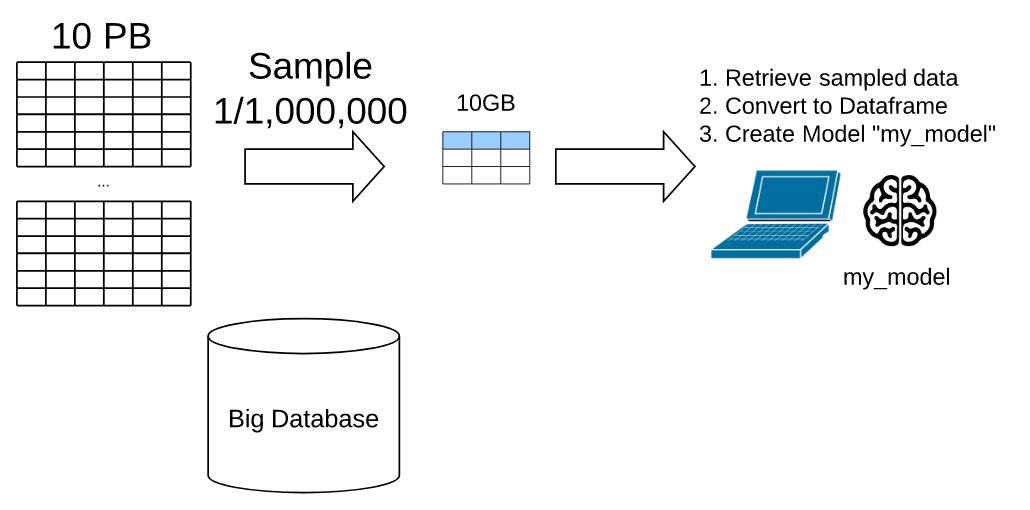 10 PB
...
Sample
1/1,000,000
10GB
1. Retrieve sampled data
2. Convert to Dataframe
3. Create Model "my_model"
my_model
Big Database